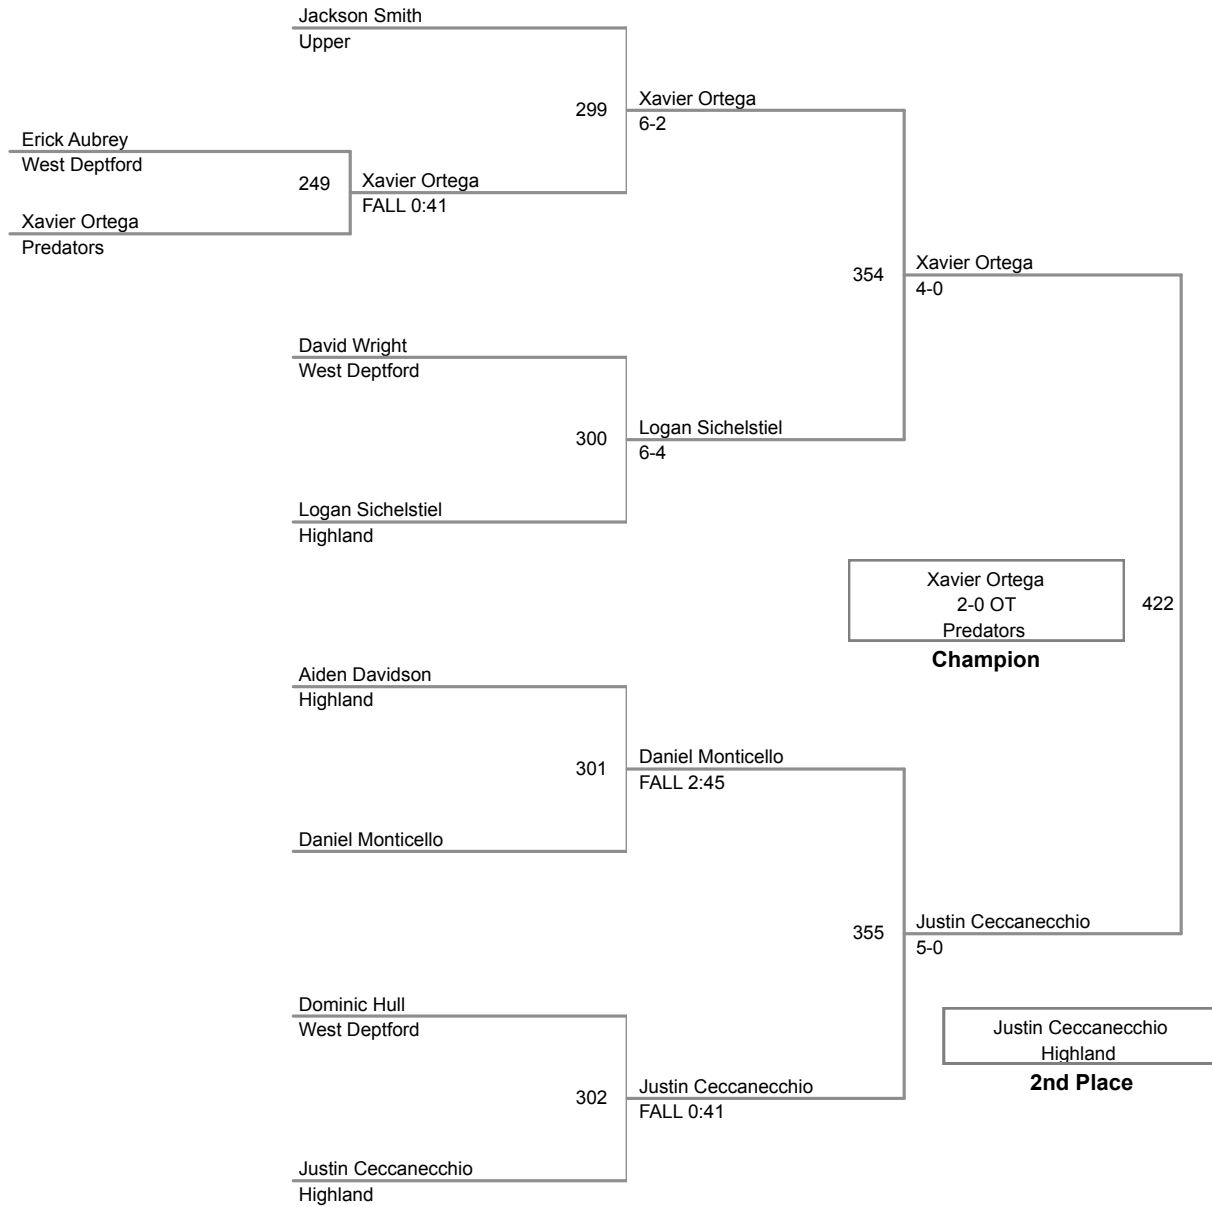 Jackson Smith
Upper
299
Xavier Ortega
6-2
Erick Aubrey
West Deptford
249
Xavier Ortega
FALL 0:41
Xavier Ortega
Predators
354
Xavier Ortega
4-0
David Wright
West Deptford
300
Logan Sichelstiel
6-4
Logan Sichelstiel
Highland
Xavier Ortega
2-0 OT
Predators
Champion
422
Aiden Davidson
Highland
301
Daniel Monticello
FALL 2:45
Daniel Monticello
355
Justin Ceccanecchio
5-0
Dominic Hull
West Deptford
Justin Ceccanecchio
Highland
2nd Place
302
Justin Ceccanecchio
FALL 0:41
Justin Ceccanecchio
Highland